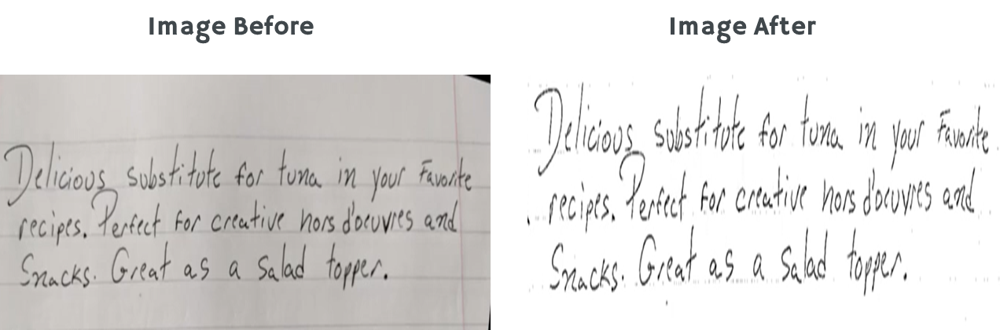 Image Before
Image After
Delicious substitute for tuna in your Favorite
recipes. Perfect for creative hors d'oeuvres and
Snacks. Great as a salad topper.
Delicious substitute for tuna in your Favorite
recipes. Perfect for creative hors d'oeuvres and
Snacks. Great as a salad topper.